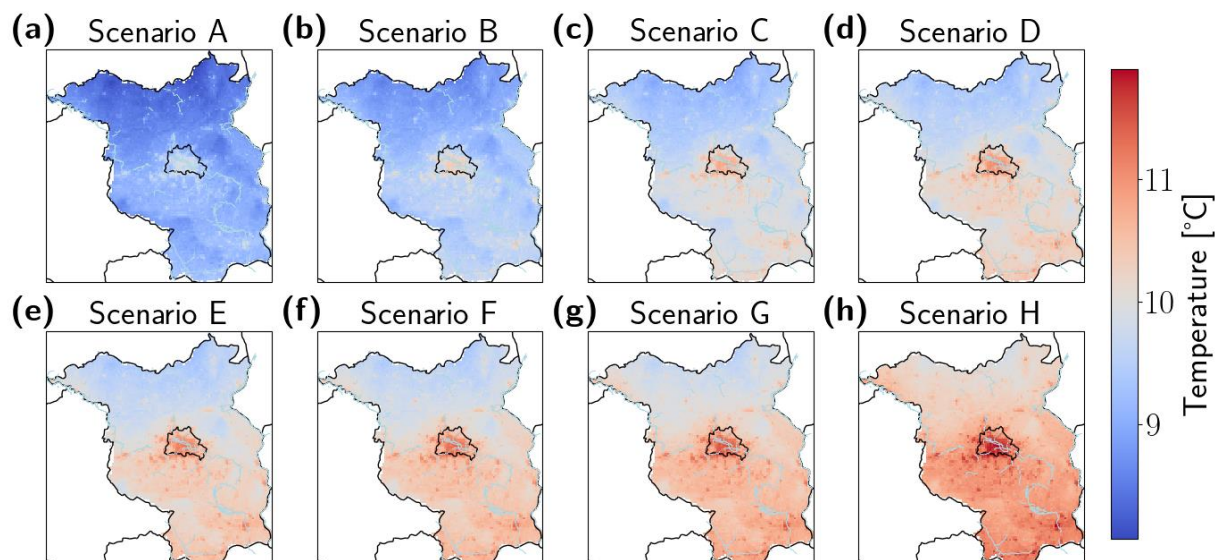 (a) Scenario A
(b) Scenario B
(c) Scenario C
(d) Scenario D
(e) Scenario E
(f) Scenario F
(g) Scenario G
(h) Scenario H
11
10
9
Temperature [°C]